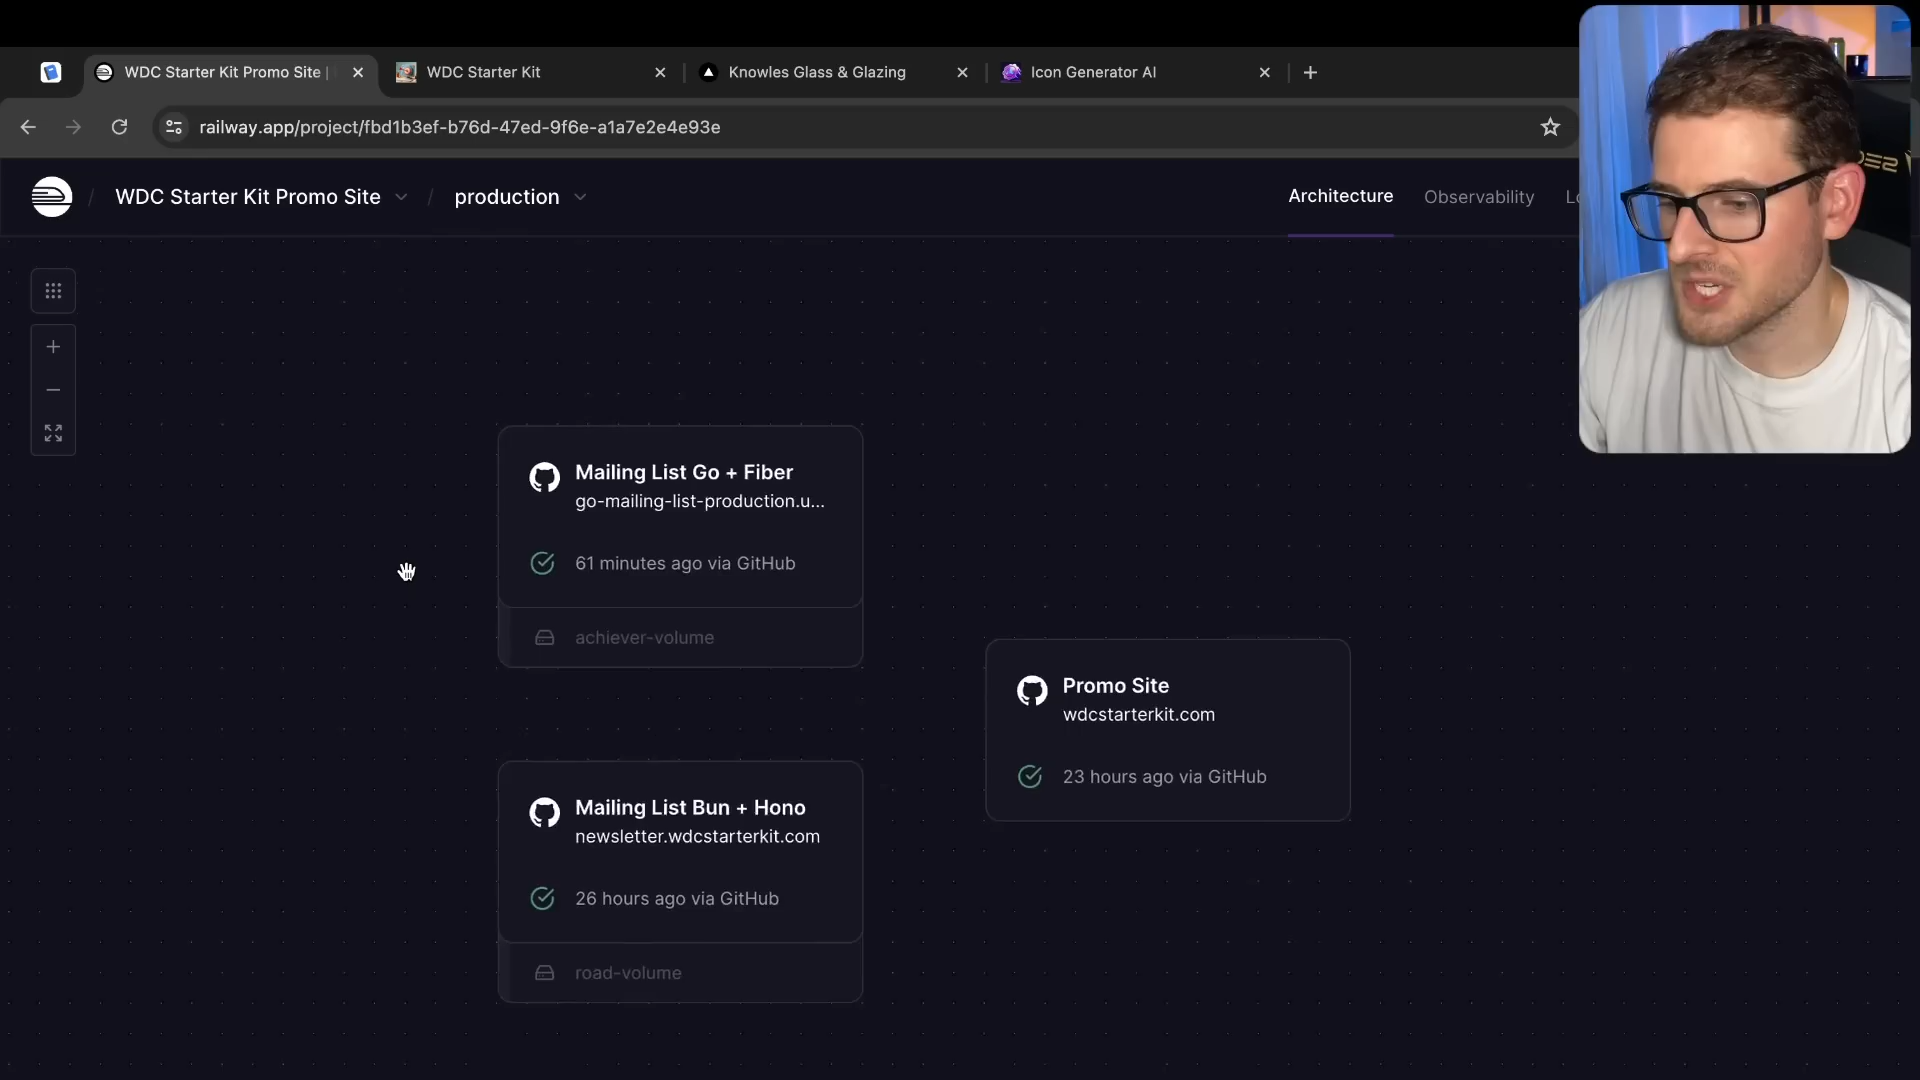 WDC Starter Kit Promo Site |
WDC Starter Kit
Knowles Glass & Glazing
Icon Generator AI
railway.app/project/fbd1b3ef-b76d-47ed-9f6e-a1a7e2e4e93e
/ WDC Starter Kit Promo Site / production
Architecture
Observability
Mailing List Go + Fiber
go-mailing-list-production.u...
61 minutes ago via GitHub
achiever-volume
Promo Site
wdcstarterkit.com
23 hours ago via GitHub
Mailing List Bun + Hono
newsletter.wdcstarterkit.com
26 hours ago via GitHub
road-volume